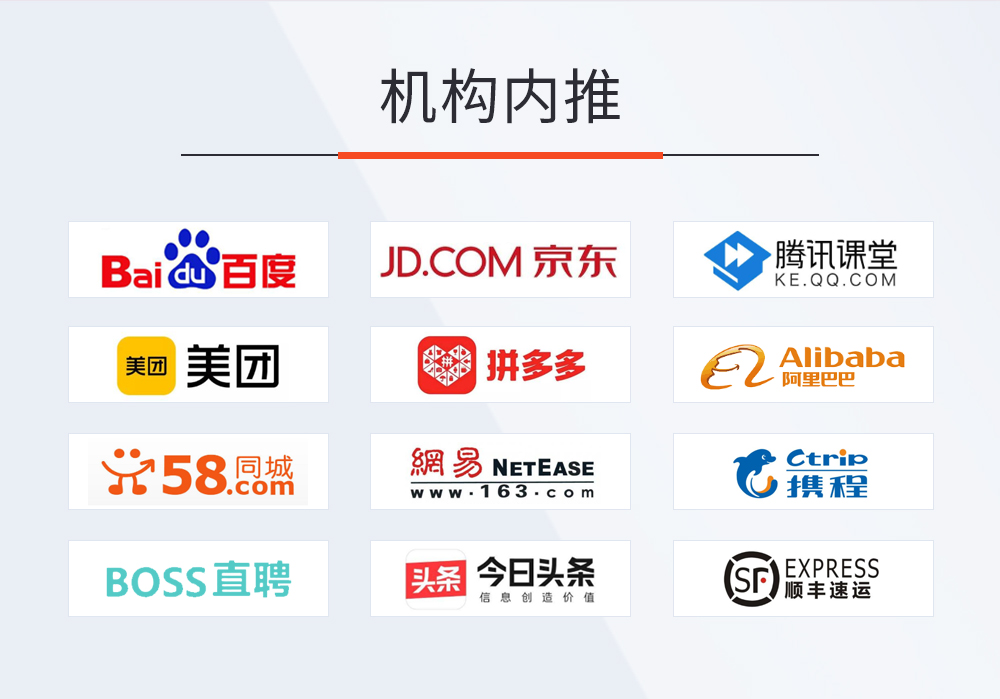 机构内推
Bai du 百度
JD.COM 京东
腾讯课堂
KE.QQ.COM
美团 美团
拼 拼多多
Alibaba
阿里巴巴
58 同城
.com
網易 NETEASE
www.163.com
Ctrip
携程
BOSS直聘
头条 今日头条
信息创造价值
SF EXPRESS
顺丰速运